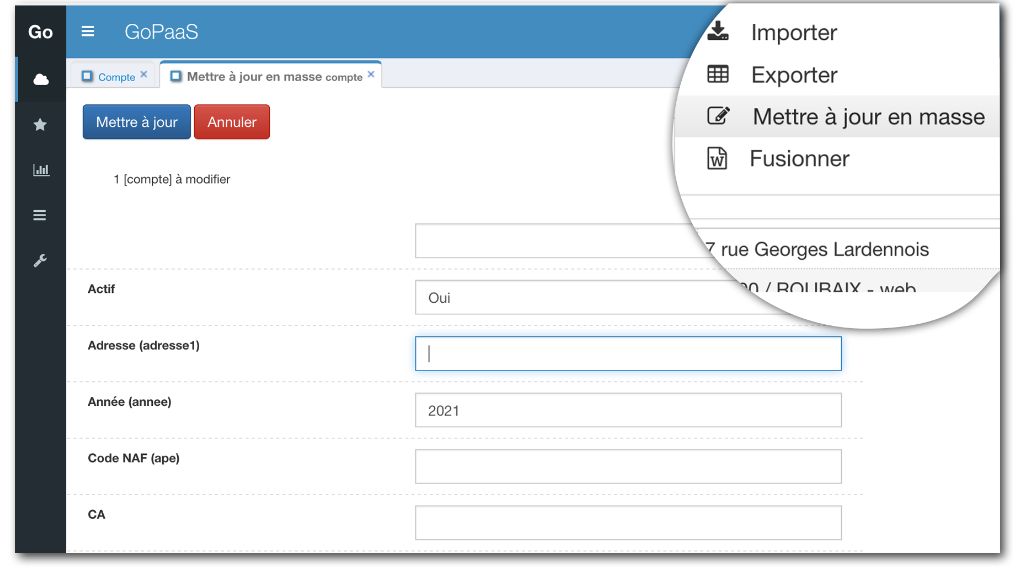 Go
GoPaaS
Compte
Mettre à jour en masse compte
Mettre à jour
Annuler
1 [compte] à modifier
Importer
Exporter
Mettre à jour en masse
Fusionner
7 rue Georges Lardennois
/ ROUBAIX - web
Actif
Oui
Adresse (adresse1)
Année (annee)
2021
Code NAF (ape)
CA